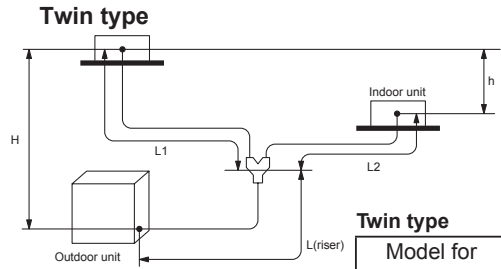 Twin type
h
Indoor unit
H
L1
L2
L(riser)
Twin type
Outdoor unit
Model for